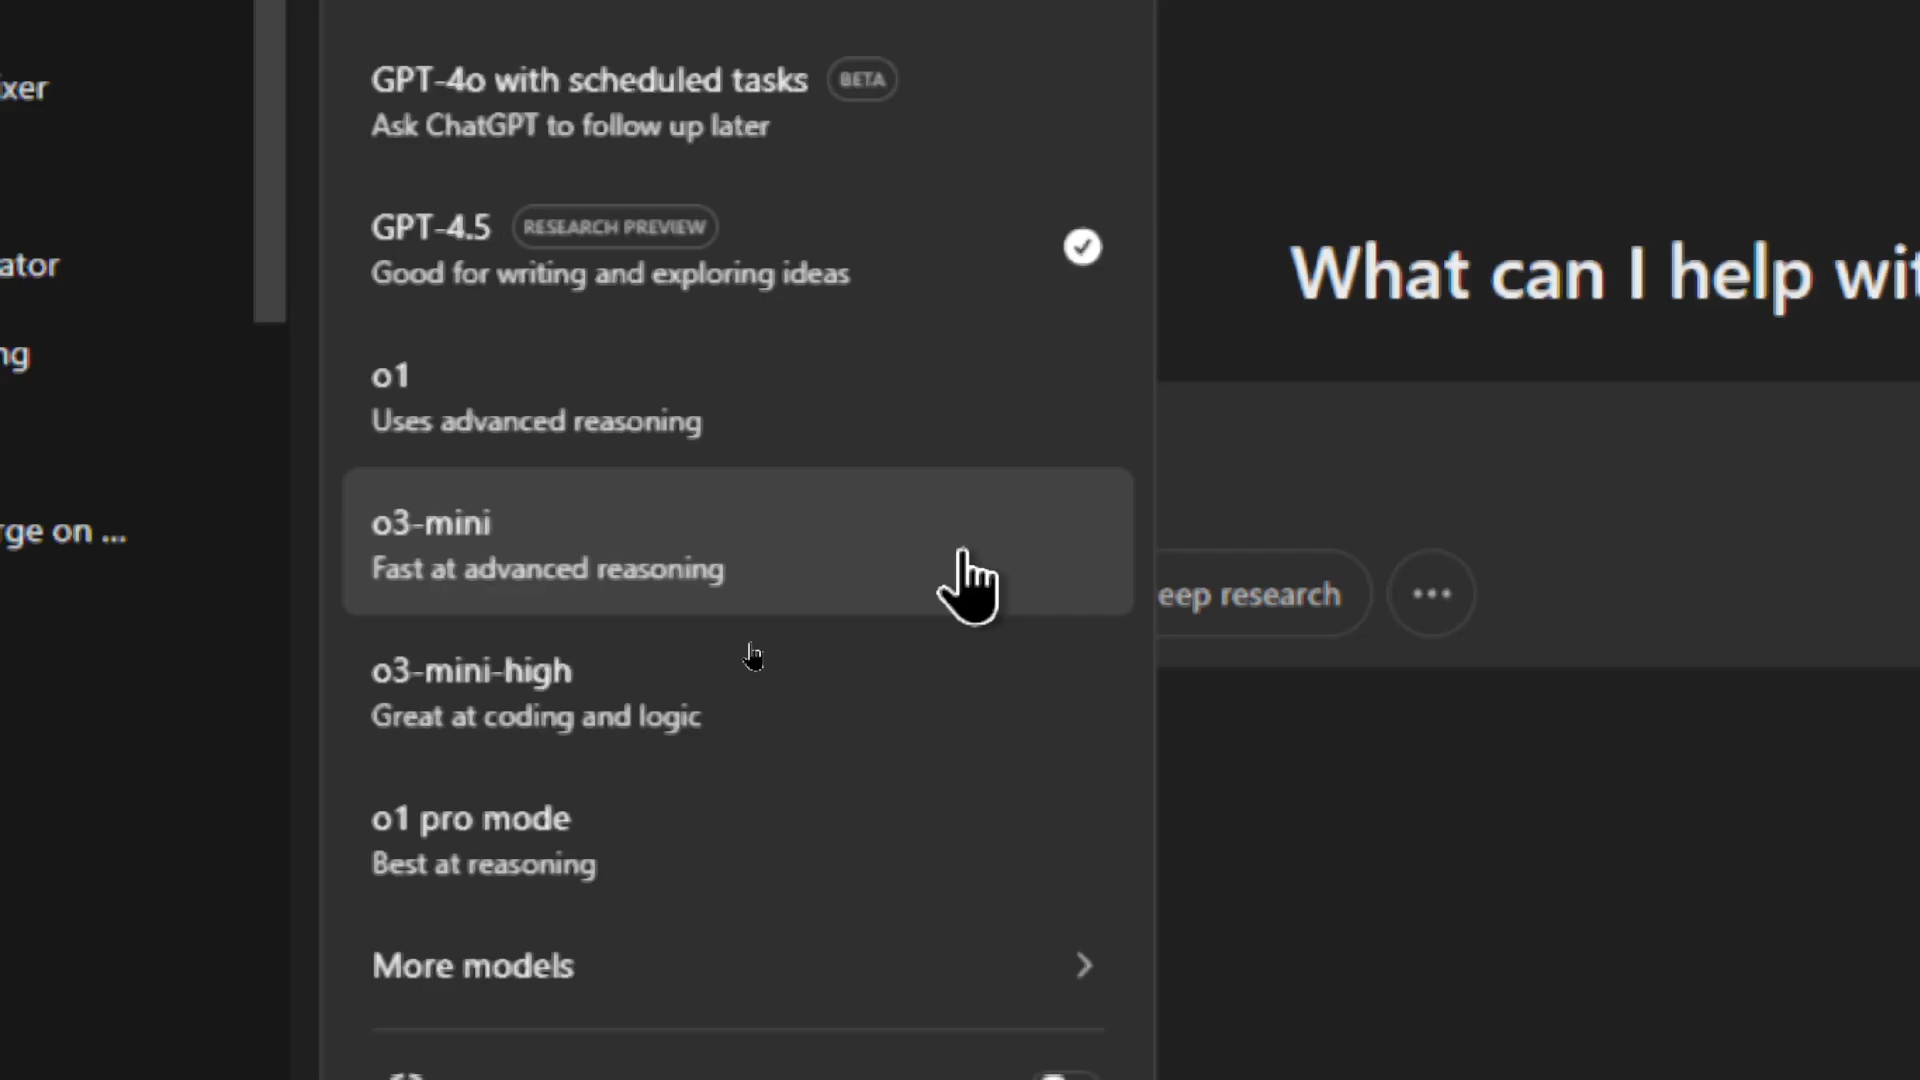 xer
ator
ng
rge on ...
GPT-4o with scheduled tasks BETA
Ask ChatGPT to follow up later
GPT-4.5 RESEARCH PREVIEW
Good for writing and exploring ideas
o1
Uses advanced reasoning
o3-mini
Fast at advanced reasoning
o3-mini-high
Great at coding and logic
o1 pro mode
Best at reasoning
More models
What can I help wit
eep research